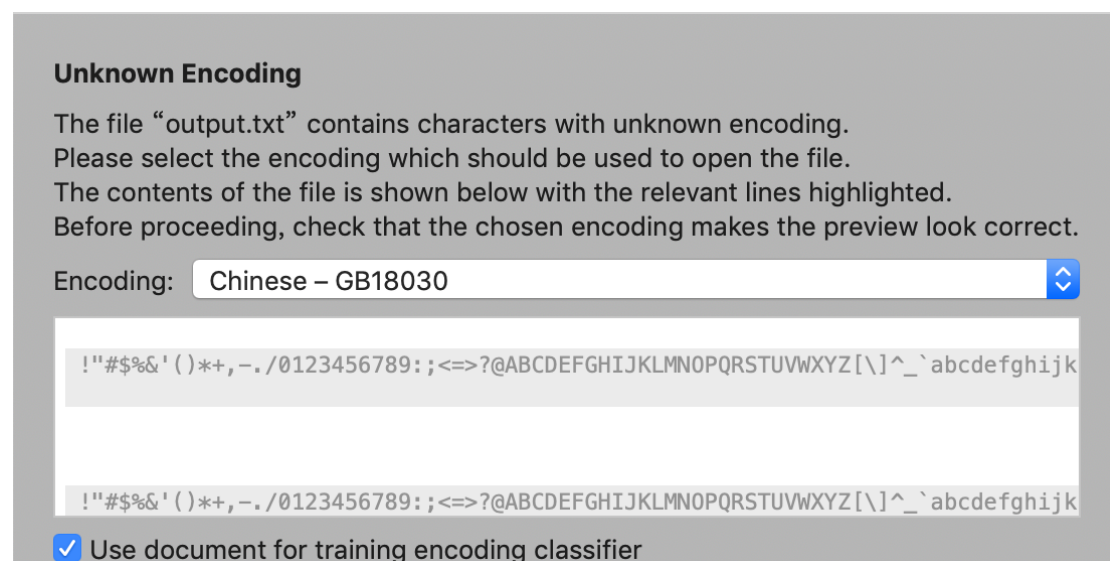 Unknown Encoding
The file “output.txt” contains characters with unknown encoding.
Please select the encoding which should be used to open the file.
The contents of the file is shown below with the relevant lines highlighted.
Before proceeding, check that the chosen encoding makes the preview look correct.
Encoding: Chinese – GB18030
!"#$%&'()*+,-./0123456789:;<=>?@ABCDEFGHIJKLMNOPQRSTUVWXYZ[\]^_`abcdefghijk
!"#$%&'()*+,-./0123456789:;<=>?@ABCDEFGHIJKLMNOPQRSTUVWXYZ[\]^_`abcdefghijk
Use document for training encoding classifier